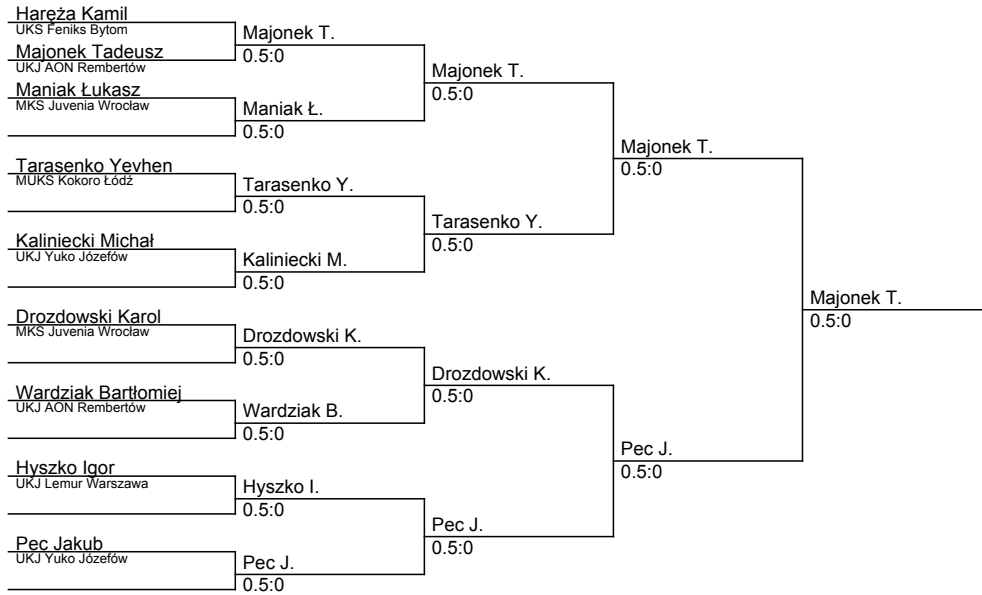 Haręża Kamil
UKS Feniks Bytom
Majonek Tadeusz
UKJ AON Rembertów
Maniak Łukasz
MKS Juvenia Wrocław
Tarasenko Yevhen
MUKS Kokoro Łódź
Kaliniecki Michał
UKJ Yuko Józefów
Drozdowski Karol
MKS Juvenia Wrocław
Wardziak Bartłomiej
UKJ AON Rembertów
Hyszko Igor
UKJ Lemur Warszawa
Pec Jakub
UKJ Yuko Józefów
Majonek T.
0.5:0
Maniak Ł.
0.5:0
Tarasenko Y.
0.5:0
Kaliniecki M.
0.5:0
Drozdowski K.
0.5:0
Wardziak B.
0.5:0
Hyszko I.
0.5:0
Pec J.
0.5:0
Majonek T.
0.5:0
Tarasenko Y.
0.5:0
Drozdowski K.
0.5:0
Pec J.
0.5:0
Majonek T.
0.5:0
Pec J.
0.5:0
Majonek T.
0.5:0